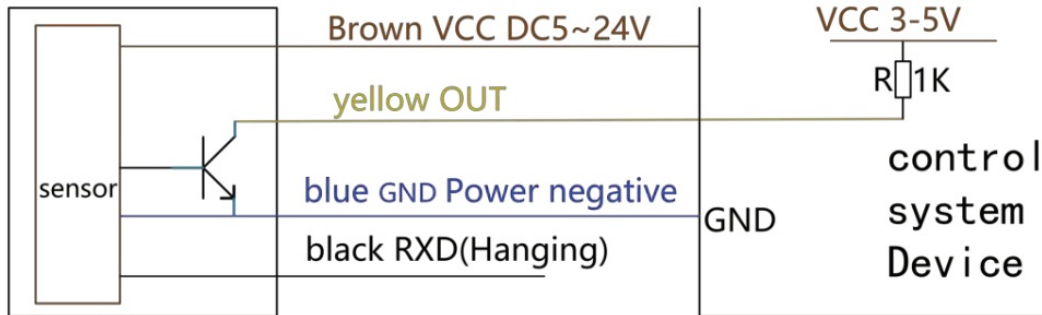 Brown VCC DC5~24V
VCC 3-5V
R 1K
yellow OUT
sensor
blue GND Power negative
GND
black RXD(Hanging)
control
system
Device